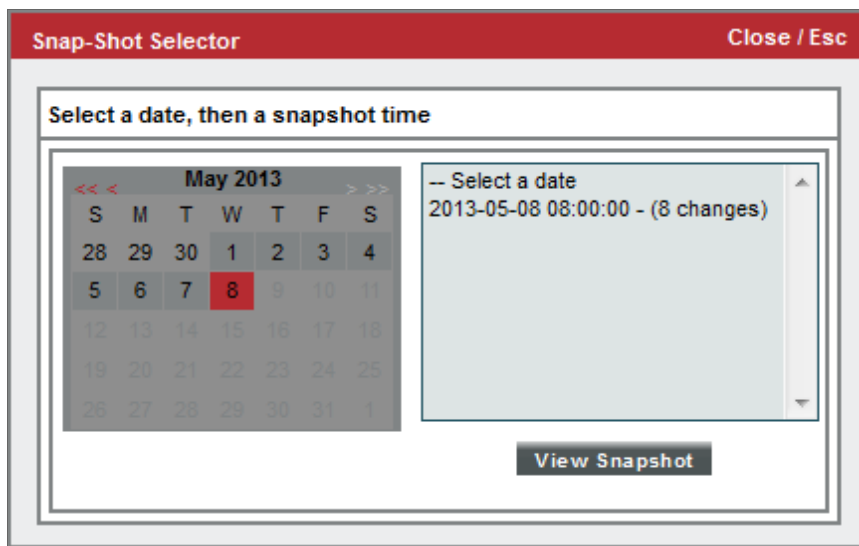 Snap-Shot Selector Close / Esc
Select a date, then a snapshot time
<< < May 2013 > >>
S M T W T F S
28 29 30 1 2 3 4
5 6 7 8 9 10 11
12 13 14 15 16 17 18
19 20 21 22 23 24 25
26 27 28 29 30 31 1
-- Select a date
2013-05-08 08:00:00 - (8 changes)
View Snapshot